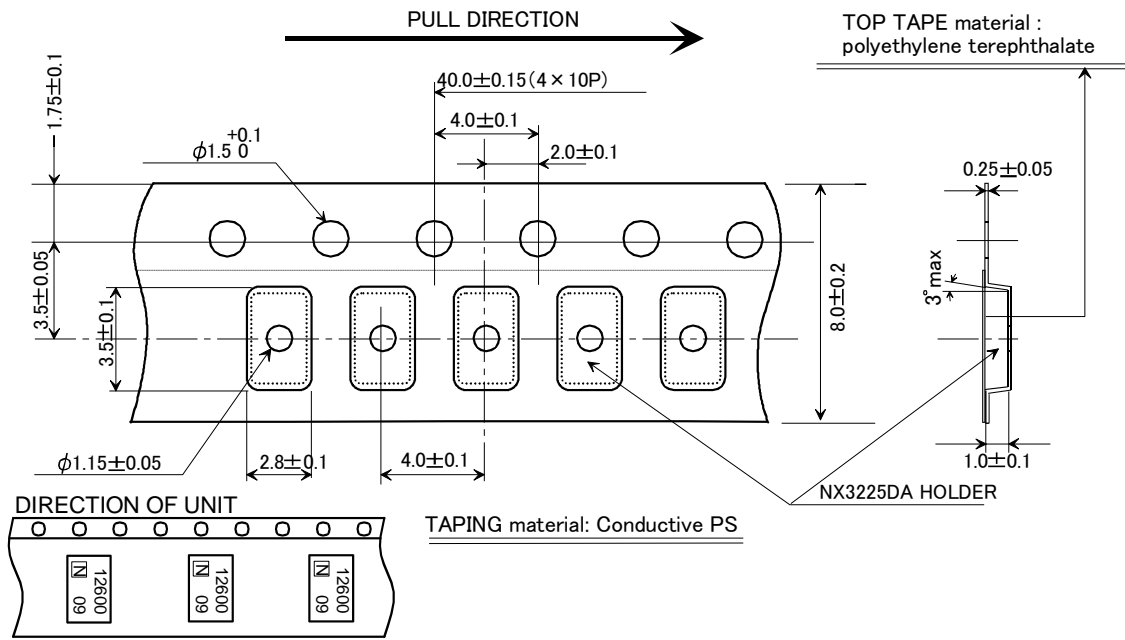 PULL DIRECTION
TOP TAPE material :
polyethylene terephthalate
1.75±0.1
40.0±0.15(4×10P)
4.0±0.1
+0.1
φ1.5 0
2.0±0.1
0.25±0.05
3.5±0.05
3.5±0.1
8.0±0.2
3°max
φ1.15±0.05
2.8±0.1
4.0±0.1
1.0±0.1
NX3225DA HOLDER
DIRECTION OF UNIT
TAPING material: Conductive PS
12600
N 09
12600
N 09
12600
N 09